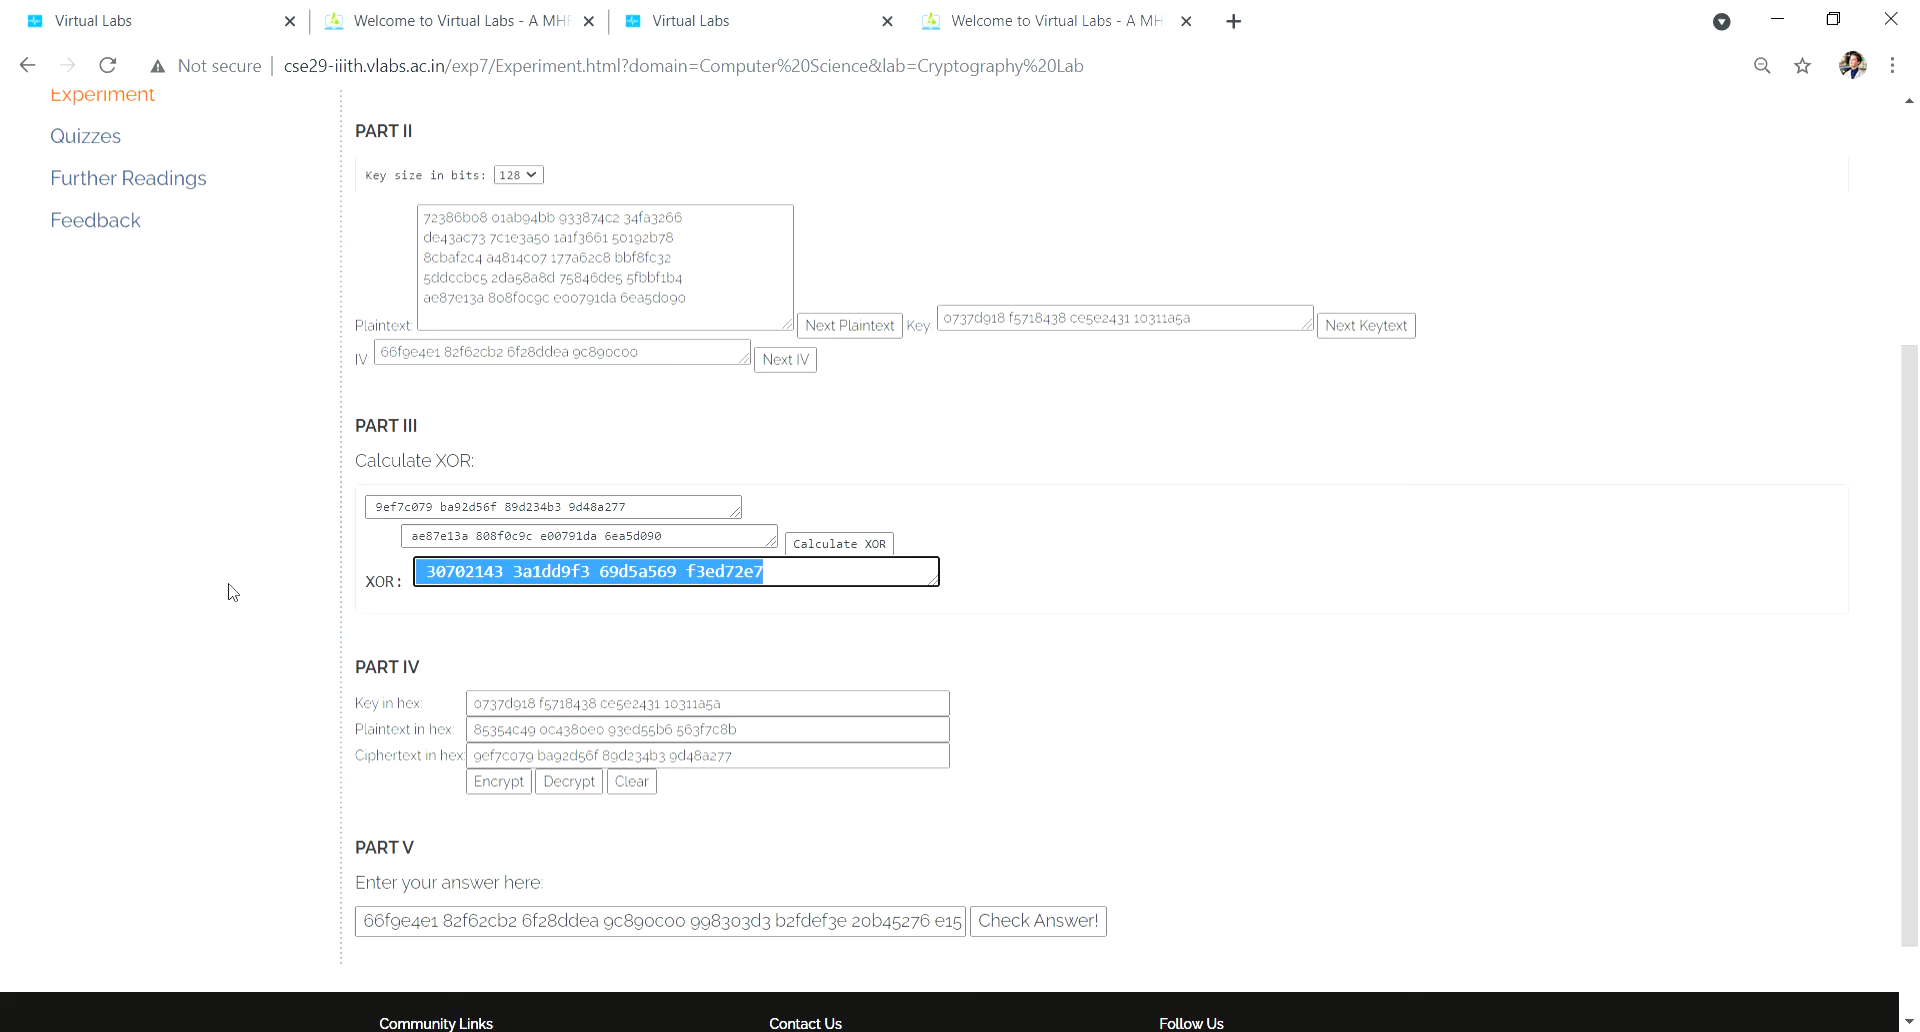 Virtual Labs
Welcome to Virtual Labs - A MHR
Virtual Labs
Welcome to Virtual Labs - A MH
Not secure | cse29-iiith.vlabs.ac.in/exp7/Experiment.html?domain=Computer%20Science&lab=Cryptography%20Lab
Experiment
Quizzes
Further Readings
Feedback
PART II
Key size in bits: 128
72386b08 01ab94bb 933874c2 34fa3266
de43ac73 7c1e3a50 1a1f3661 50192b78
8cbaf2c4 a4814c07 177a62c8 bbf8fc32
5ddccbc5 2da58a8d 75846de5 5fbbf1b4
ae87e13a 808f0c9c e00791da 6ea5d090
Plaintext: Next Plaintext Key: 0737d918 f5718438 ce5e2431 10311a5a Next Keytext
IV 66f9e4e1 82f62cb2 6f28ddea 9c890c00 Next IV
PART III
Calculate XOR:
9ef7c079 ba92d56f 89d234b3 9d48a277
ae87e13a 808f0c9c e00791da 6ea5d090 Calculate XOR
XOR: 30702143 3a1dd9f3 69d5a569 f3ed72e7
PART IV
Key in hex: 0737d918 f5718438 ce5e2431 10311a5a
Plaintext in hex: 85354c49 0c4380e0 93ed55b6 563f7c8b
Ciphertext in hex: 9ef7c079 ba92d56f 89d234b3 9d48a277
Encrypt Decrypt Clear
PART V
Enter your answer here:
66f9e4e1 82f62cb2 6f28ddea 9c890c00 998303d3 b2fdef3e 20b45276 e15 Check Answer!
Community Links Contact Us Follow Us